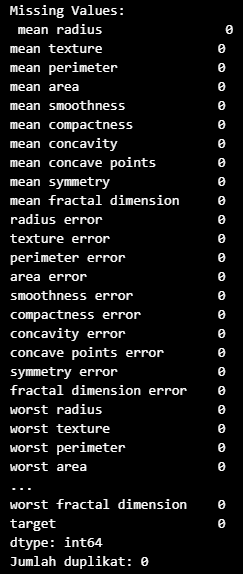 Missing Values:
mean radius 0
mean texture 0
mean perimeter 0
mean area 0
mean smoothness 0
mean compactness 0
mean concavity 0
mean concave points 0
mean symmetry 0
mean fractal dimension 0
radius error 0
texture error 0
perimeter error 0
area error 0
smoothness error 0
compactness error 0
concavity error 0
concave points error 0
symmetry error 0
fractal dimension error 0
worst radius 0
worst texture 0
worst perimeter 0
worst area 0
...
worst fractal dimension 0
target 0
dtype: int64
Jumlah duplikat: 0